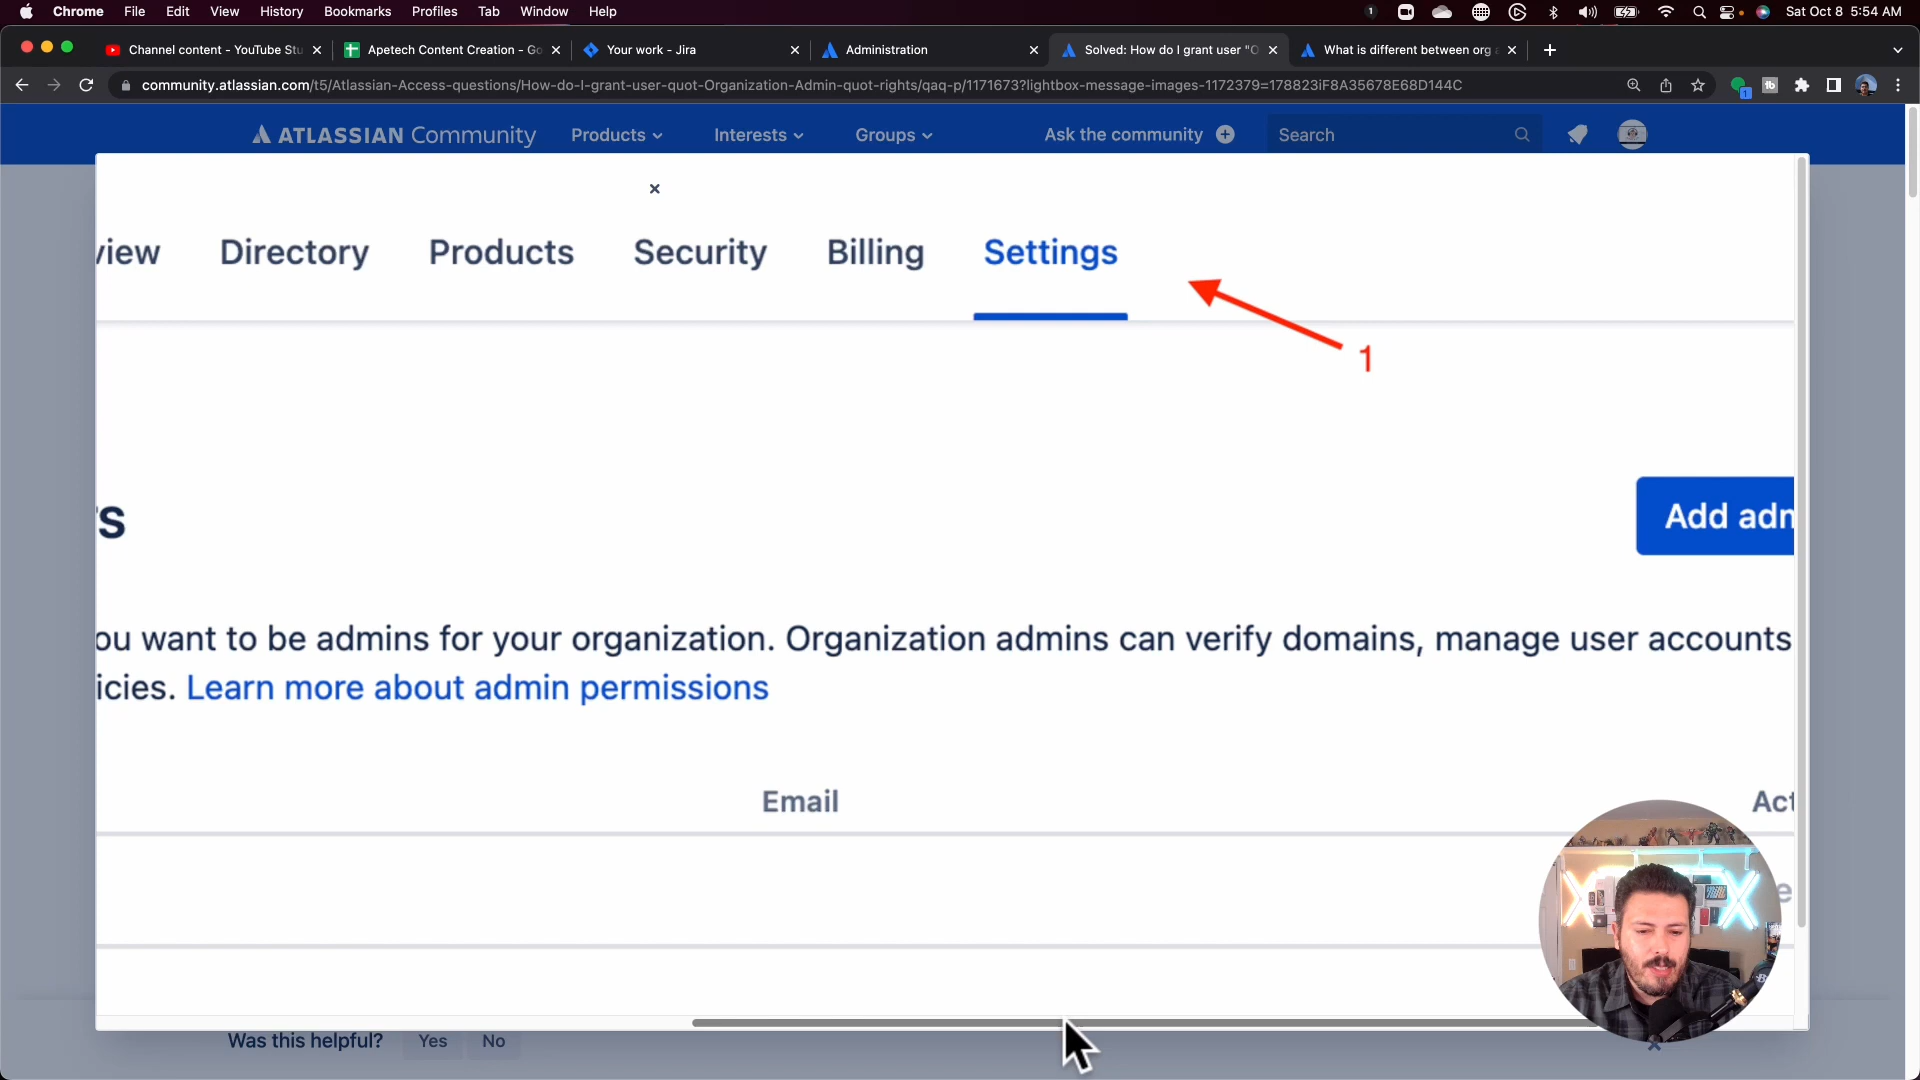 Chrome File Edit View History Bookmarks Profiles Tab Window Help 1 Sat Oct 8 5:54 AM
Channel content - YouTube Stu Apetech Content Creation - Go Your work - Jira Administration Solved: How do I grant user "O What is different between org a
community.atlassian.com/t5/Atlassian-Access-questions/How-do-I-grant-user-quot-Organization-Admin-quot-rights/qaq-p/1171673?lightbox-message-images-1172379=178823iF8A35678E68D144C
1
ATLASSIAN Community Products Interests Groups Ask the community Search
view Directory Products Security Billing Settings
1
rs
Add adm
ou want to be admins for your organization. Organization admins can verify domains, manage user accounts
icies. Learn more about admin permissions
Email Act
Was this helpful? Yes No